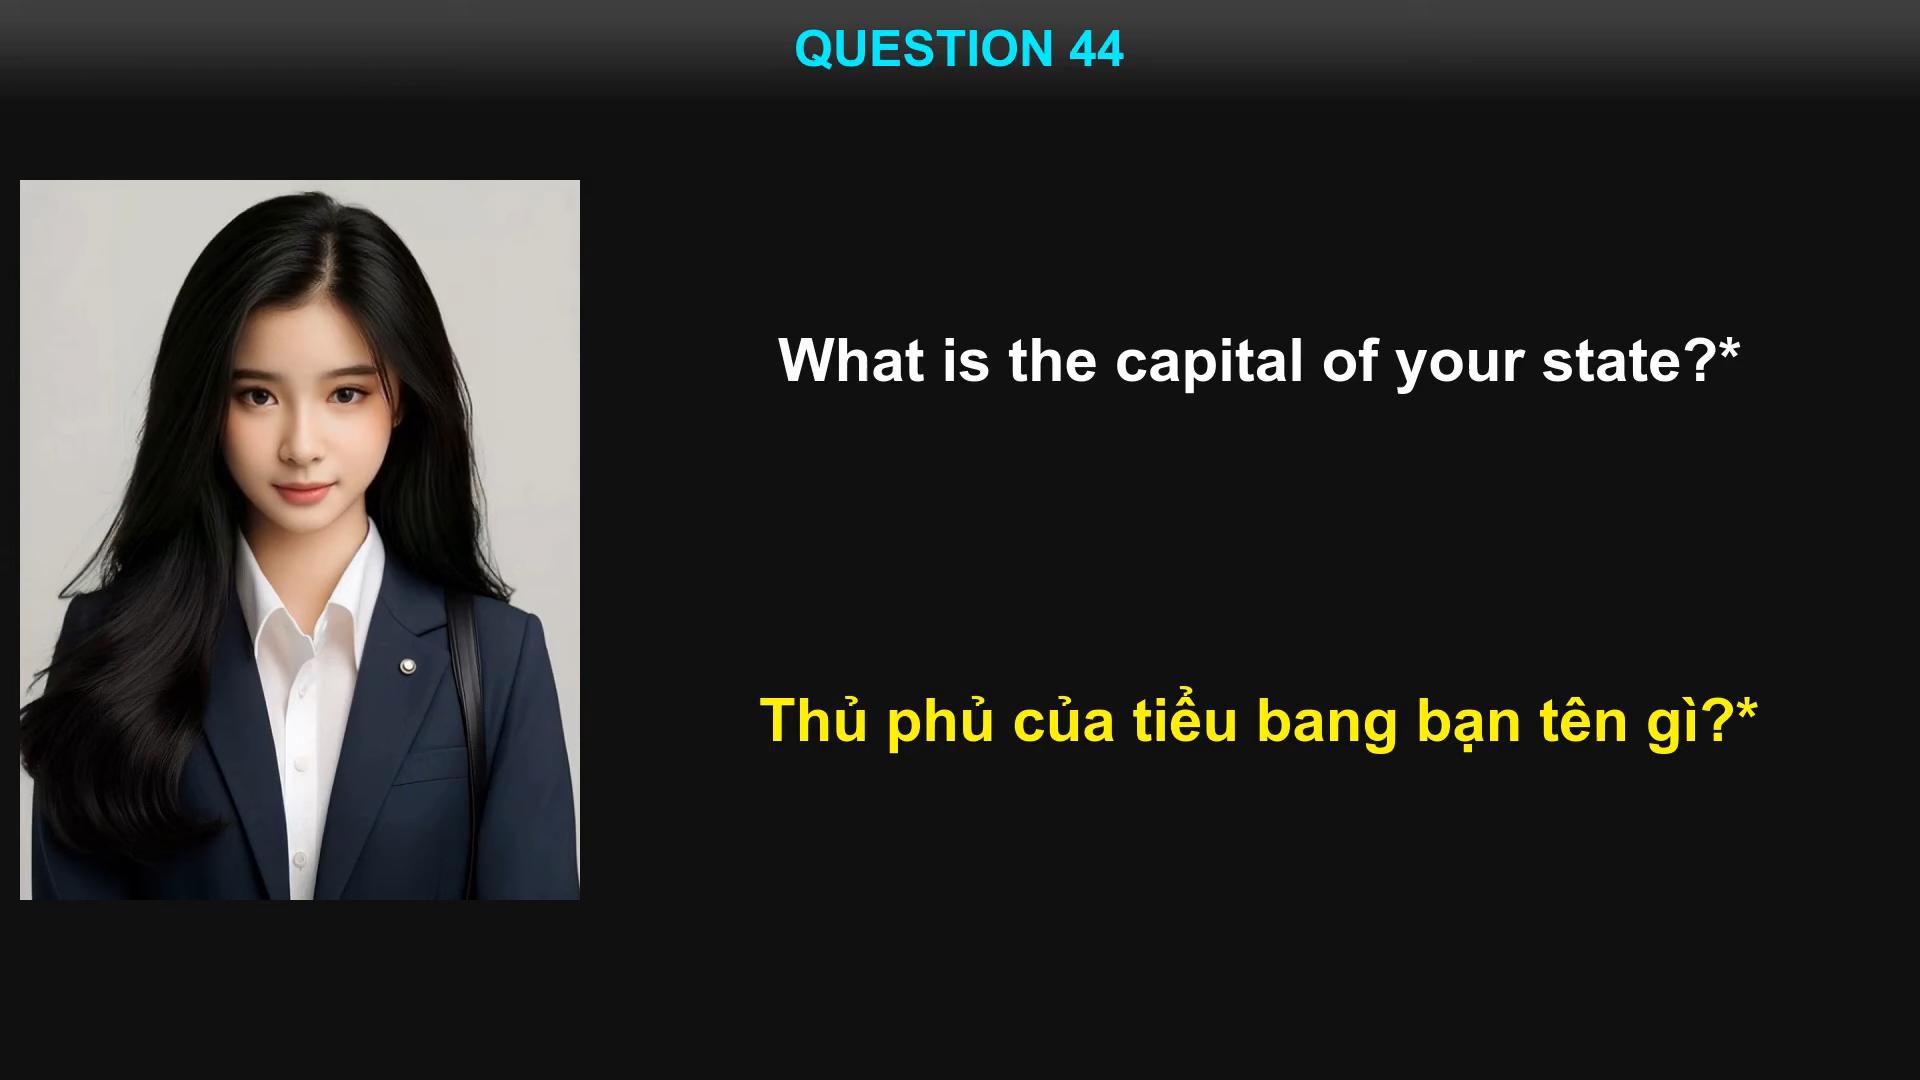 QUESTION 44
What is the capital of your state?*
Thủ phủ của tiểu bang bạn tên gì?*